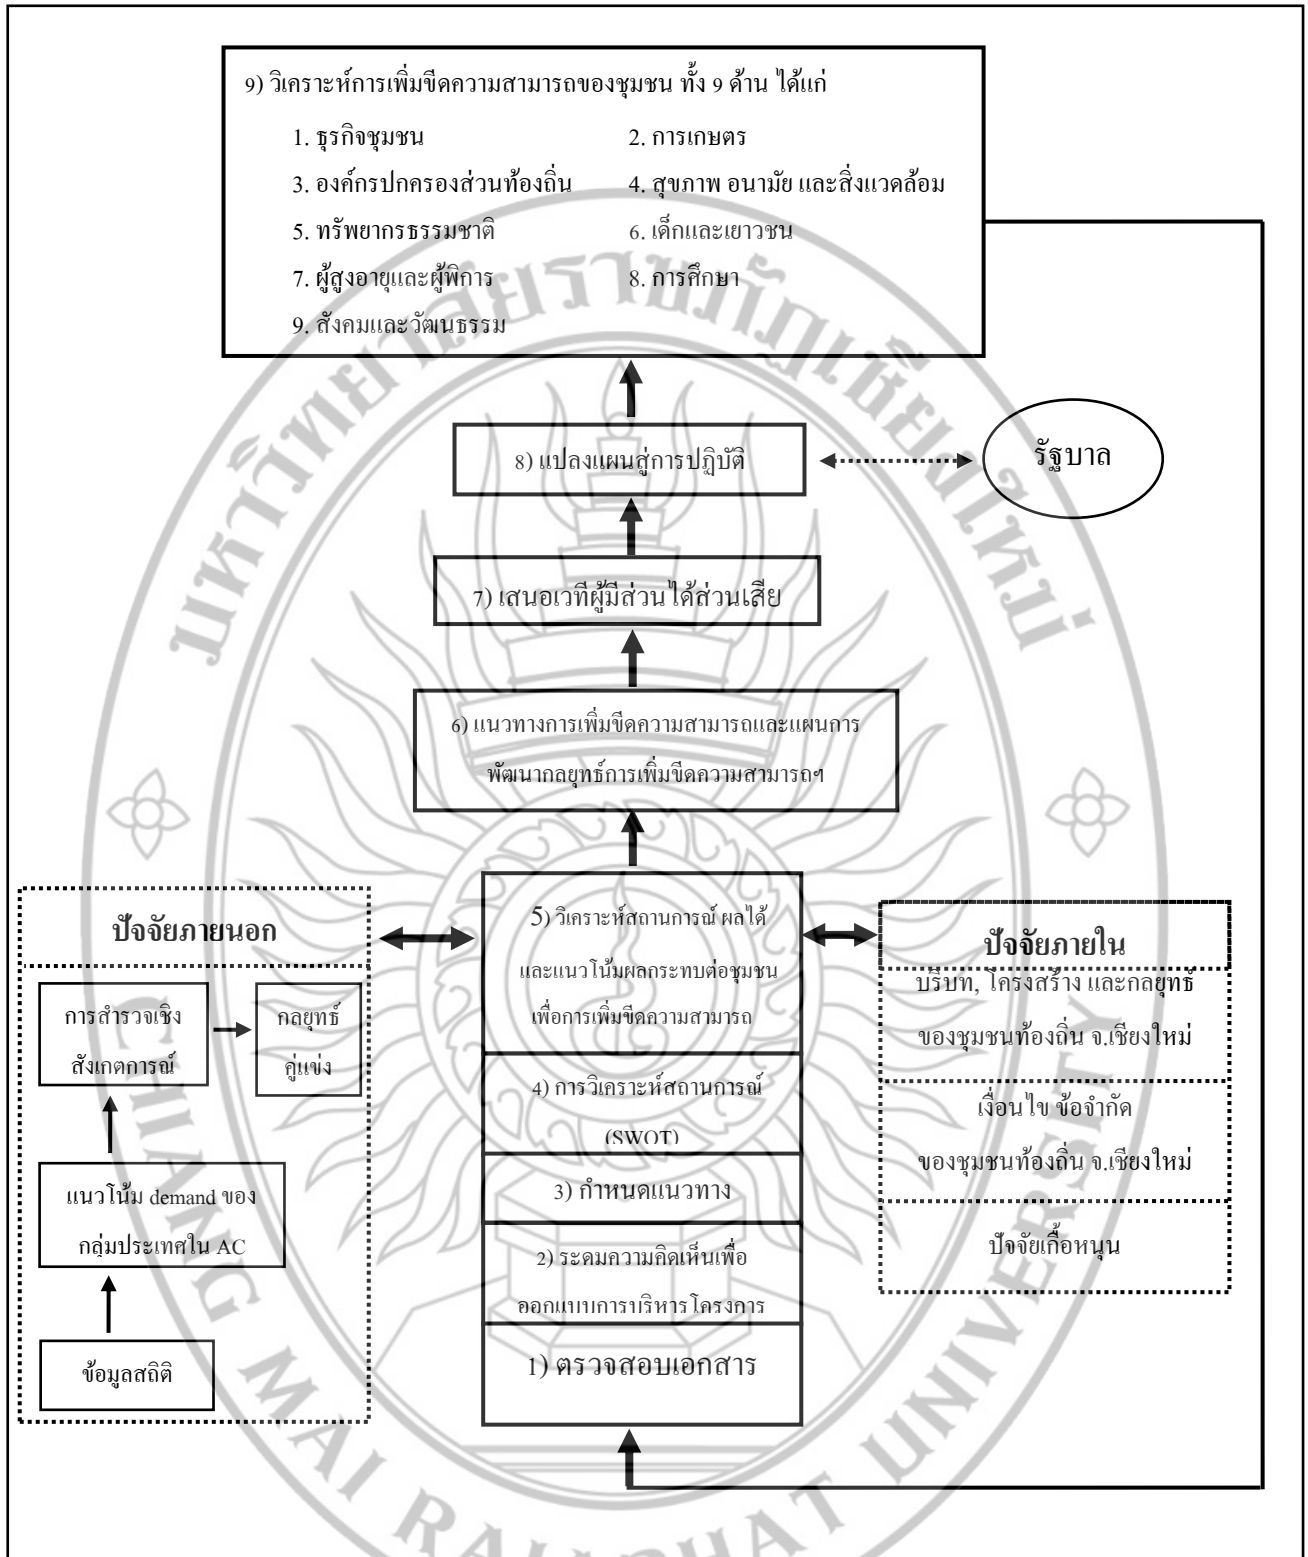 9) วิเคราะห์การเพิ่มขีดความสามารถของชุมชน ทั้ง 9 ด้าน ได้แก่
1. ธุรกิจชุมชน 2. การเกษตร
3. องค์กรปกครองส่วนท้องถิ่น 4. สุขภาพ อนามัย และสิ่งแวดล้อม
5. ทรัพยากรธรรมชาติ 6. เด็กและเยาวชน
7. ผู้สูงอายุและผู้พิการ 8. การศึกษา
9. สังคมและวัฒนธรรม
8) แปลงแผนสู่การปฏิบัติ
รัฐบาล
7) เสนอเวทีผู้มีส่วนได้ส่วนเสีย
6) แนวทางการเพิ่มขีดความสามารถและแผนการ
พัฒนากลยุทธ์การเพิ่มขีดความสามารถฯ
ปัจจัยภายนอก
การสำรวจเชิง
สังเกตการณ์
กลยุทธ์
คู่แข่ง
แนวโน้ม demand ของ
กลุ่มประเทศใน AC
ข้อมูลสถิติ
5) วิเคราะห์สถานการณ์ ผลได้
และแนวโน้มผลกระทบต่อชุมชน
เพื่อการเพิ่มขีดความสามารถ
4) การวิเคราะห์สถานการณ์
(SWOT)
3) กำหนดแนวทาง
2) ระดมความคิดเห็นเพื่อ
ออกแบบการบริหารโครงการ
1) ตรวจสอบเอกสาร
ปัจจัยภายใน
บริบท, โครงสร้าง และกลยุทธ์
ของชุมชนท้องถิ่น จ.เชียงใหม่
เงื่อนไข ข้อจำกัด
ของชุมชนท้องถิ่น จ.เชียงใหม่
ปัจจัยเกื้อหนุน
มหาวิทยาลัยราชภัฏเชียงใหม่
CHIANG MAI RAJABHAT UNIVERSITY